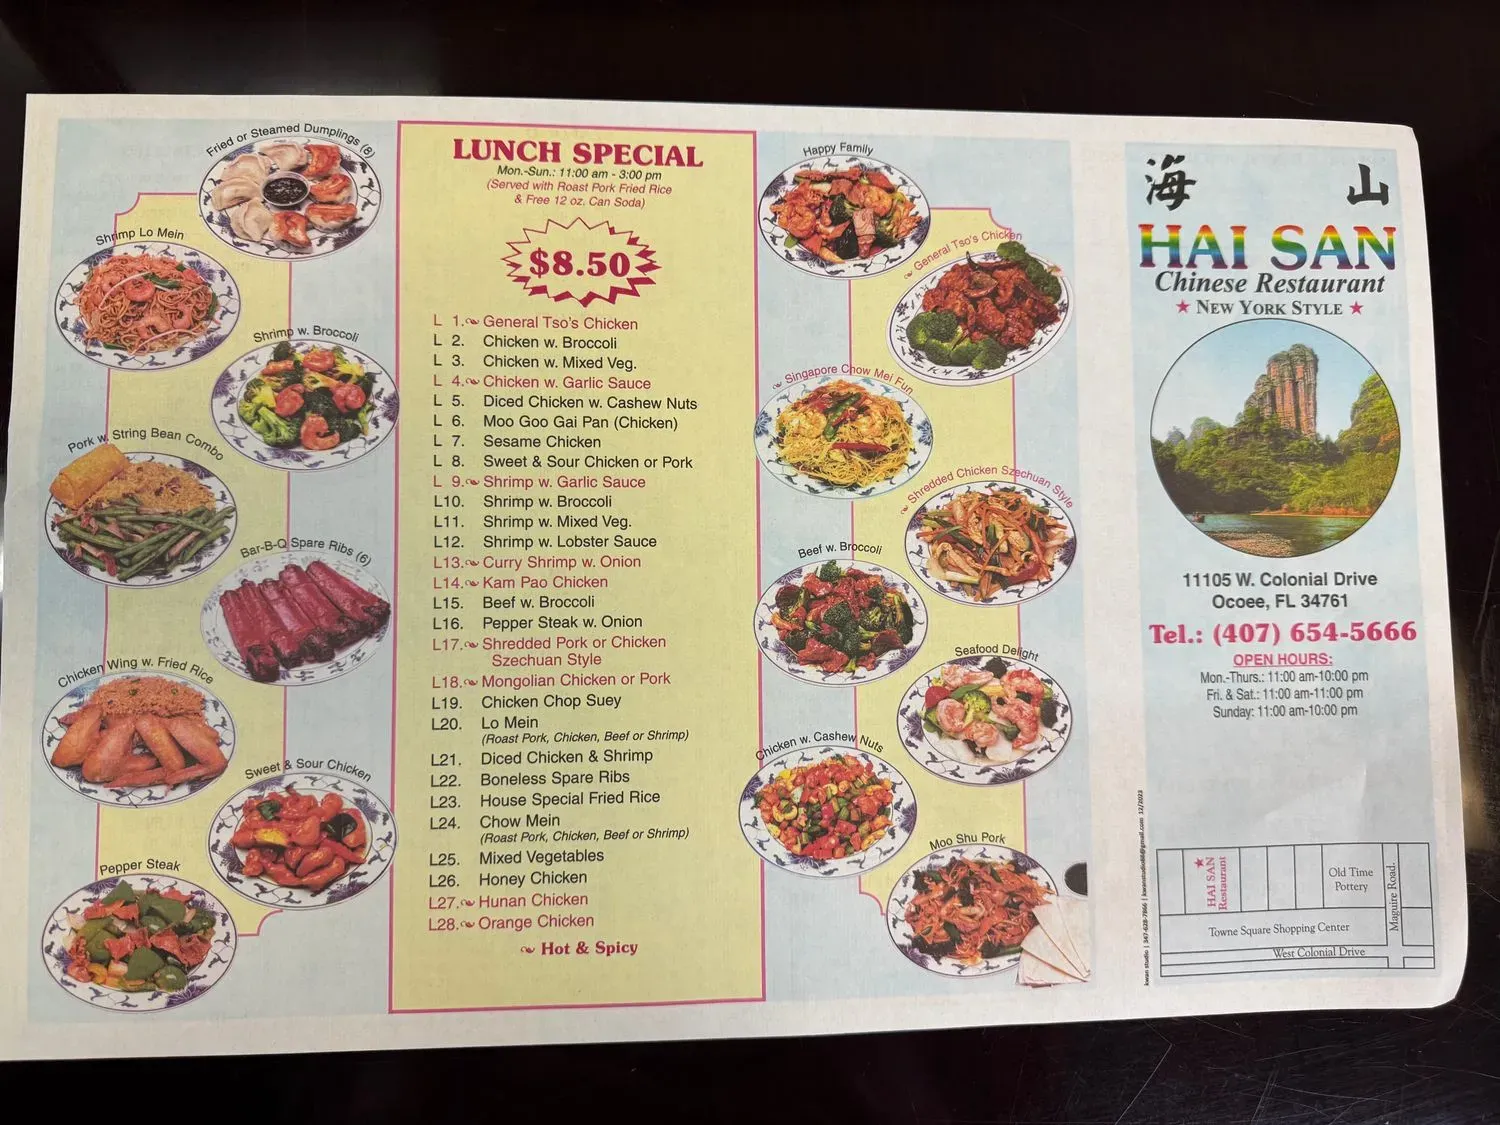 Fried or Steamed Dumplings (8)
Shrimp Lo Mein
Shrimp w. Broccoli
Pork w. String Bean Combo
Bar-B-Q Spare Ribs (6)
Chicken Wing w. Fried Rice
Sweet & Sour Chicken
Pepper Steak
LUNCH SPECIAL
Mon.-Sun.: 11:00 am - 3:00 pm
(Served with Roast Pork Fried Rice
& Free 12 oz. Can Soda)
$8.50
L 1. General Tso's Chicken
L 2. Chicken w. Broccoli
L 3. Chicken w. Mixed Veg.
L 4. Chicken w. Garlic Sauce
L 5. Diced Chicken w. Cashew Nuts
L 6. Moo Goo Gai Pan (Chicken)
L 7. Sesame Chicken
L 8. Sweet & Sour Chicken or Pork
L 9. Shrimp w. Garlic Sauce
L10. Shrimp w. Broccoli
L11. Shrimp w. Mixed Veg.
L12. Shrimp w. Lobster Sauce
L13. Curry Shrimp w. Onion
L14. Kam Pao Chicken
L15. Beef w. Broccoli
L16. Pepper Steak w. Onion
L17. Shredded Pork or Chicken
Szechuan Style
L18. Mongolian Chicken or Pork
L19. Chicken Chop Suey
L20. Lo Mein
(Roast Pork, Chicken, Beef or Shrimp)
L21. Diced Chicken & Shrimp
L22. Boneless Spare Ribs
L23. House Special Fried Rice
L24. Chow Mein
(Roast Pork, Chicken, Beef or Shrimp)
L25. Mixed Vegetables
L26. Honey Chicken
L27. Hunan Chicken
L28. Orange Chicken
Hot & Spicy
Happy Family
General Tso's Chicken
Singapore Chow Mei Fun
Shredded Chicken Szechuan Style
Beef w. Broccoli
Seafood Delight
Chicken w. Cashew Nuts
Moo Shu Pork
海 山
HAI SAN
Chinese Restaurant
★ NEW YORK STYLE ★
11105 W. Colonial Drive
Ocoee, FL 34761
Tel.: (407) 654-5666
OPEN HOURS:
Mon.-Thurs.: 11:00 am-10:00 pm
Fri. & Sat.: 11:00 am-11:00 pm
Sunday: 11:00 am-10:00 pm
kwan studio | 347-628-7866 | kwanstudio88@gmail.com 12/2023
★ HAI SAN
Restaurant
Old Time
Pottery
Maguire Road.
Towne Square Shopping Center
West Colonial Drive